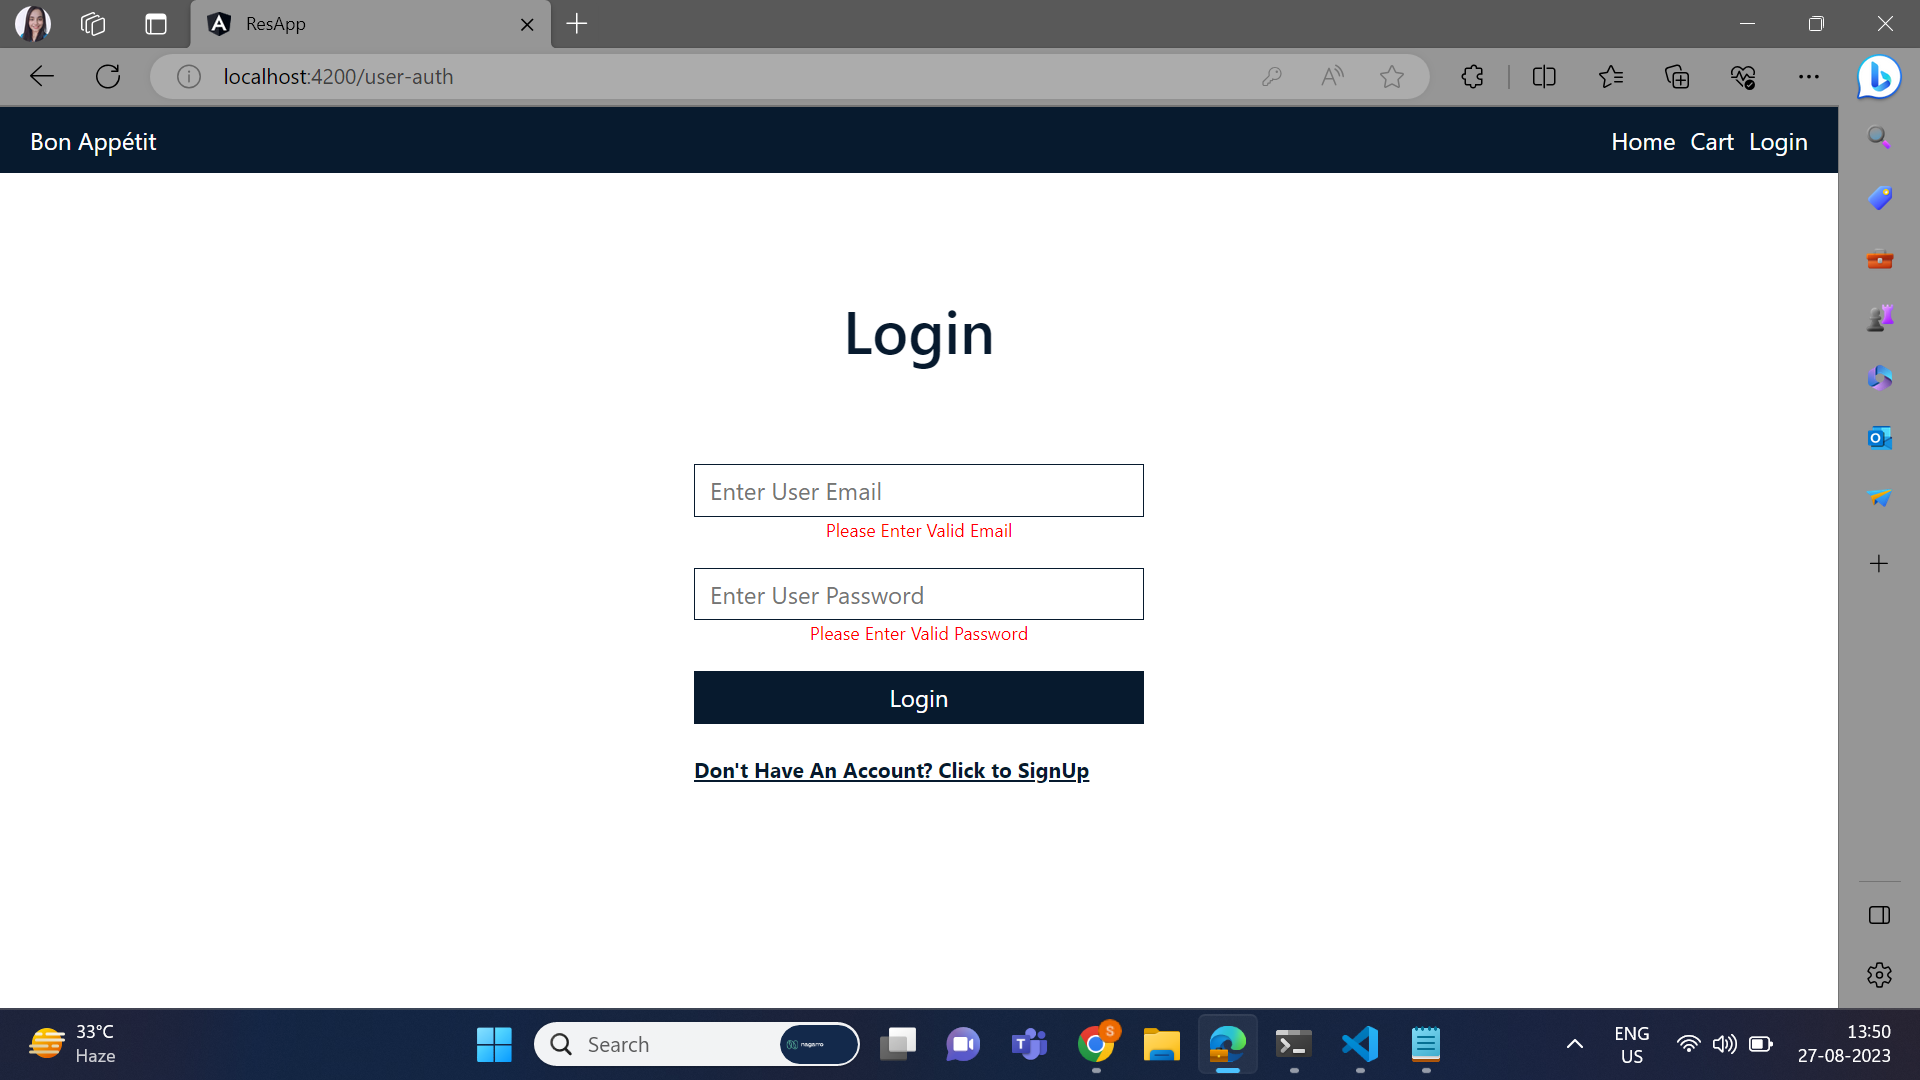 ResApp
localhost:4200/user-auth
Bon Appétit
Home Cart Login
Login
Enter User Email
Please Enter Valid Email
Enter User Password
Please Enter Valid Password
Login
Don't Have An Account? Click to SignUp
33°C
Haze
Search
nagarro
S
ENG
US
13:50
27-08-2023